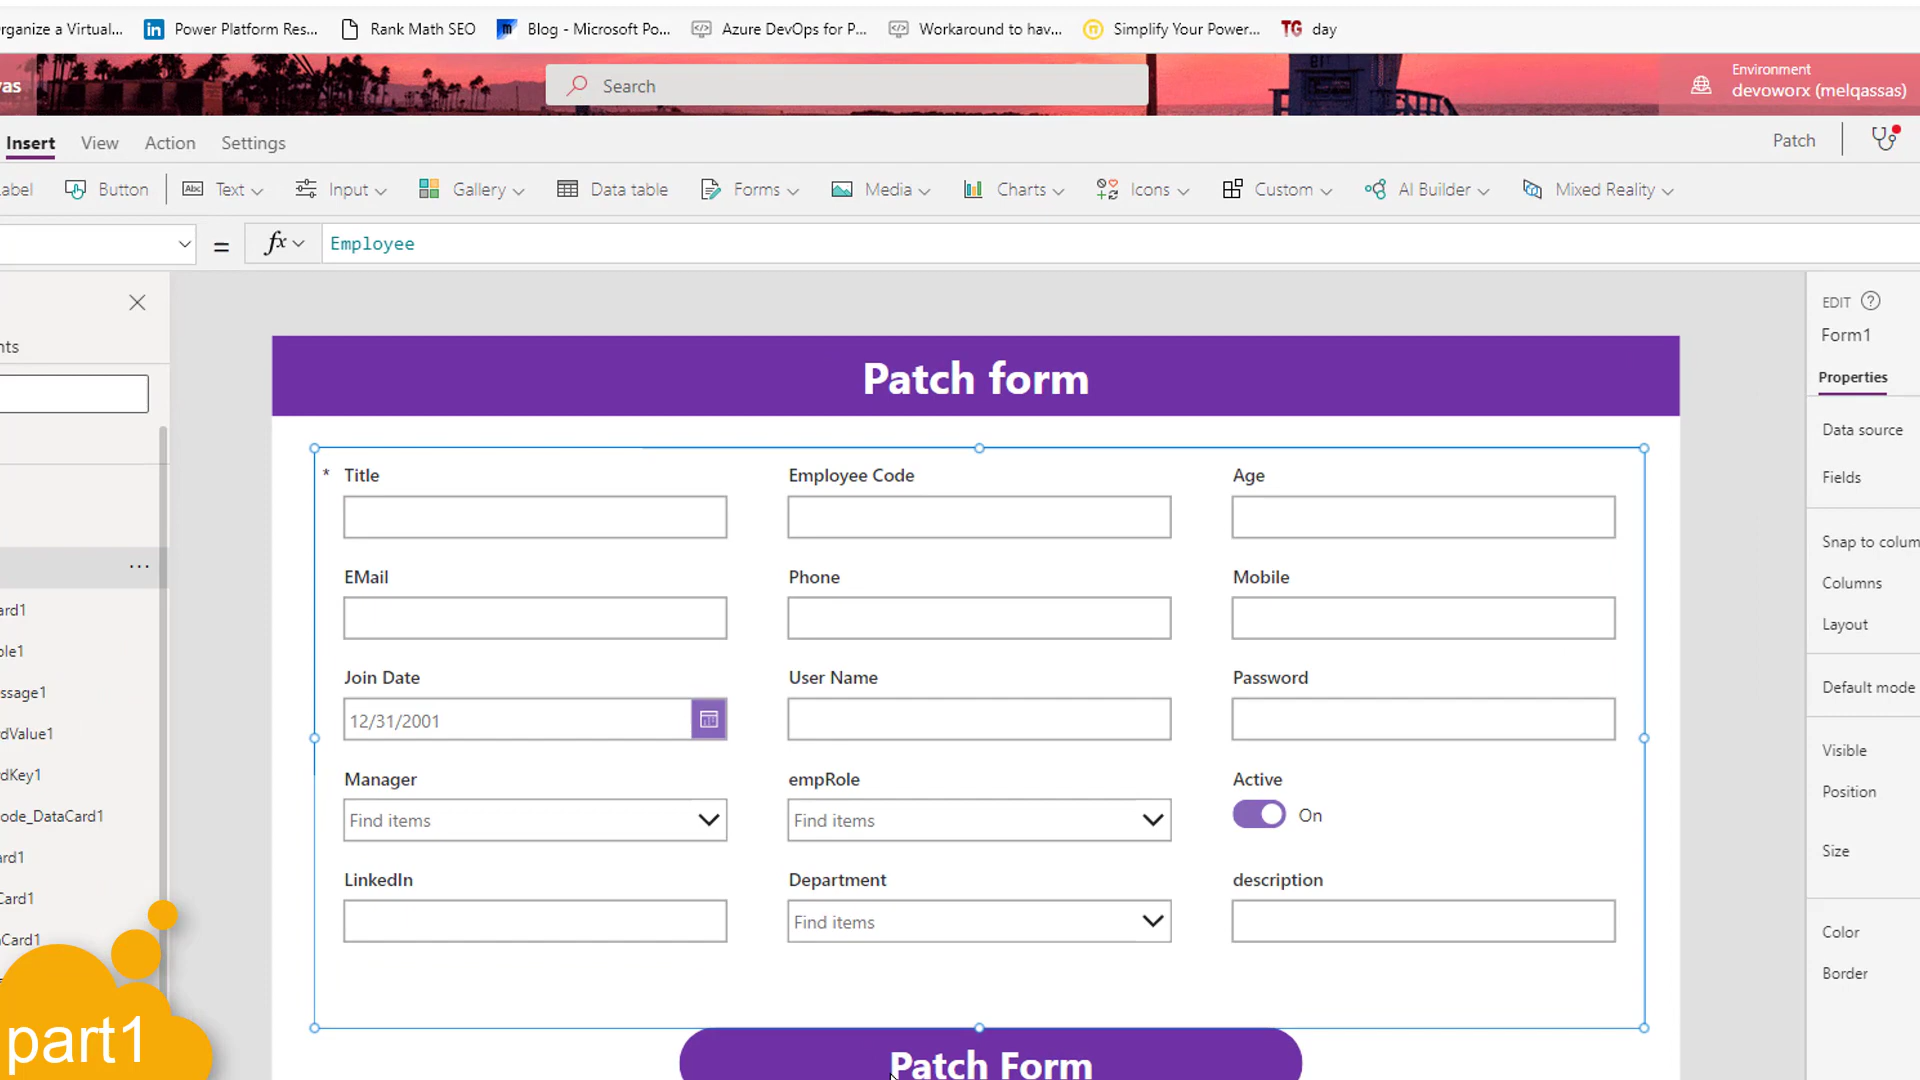 rganize a Virtual... Power Platform Res... Rank Math SEO Blog - Microsoft Po... Azure DevOps for P... Workaround to hav... Simplify Your Power... TG day
vas Search Environment
devoworx (melqassas)
Insert View Action Settings Patch
abel Button Abc Text Input Gallery Data table Forms Media Charts Icons Custom AI Builder Mixed Reality
= fx Employee
EDIT ?
nts
Form1
Properties
Patch form
Data source
Fields
* Title Employee Code Age
Snap to colum
EMail Phone Mobile
Columns
ard1
Layout
ole1
Join Date User Name Password
Default mode
ssage1
12/31/2001
dValue1
Visible
Manager empRole Active
dKey1
Position
Find items Find items On
ode_DataCard1
Size
ard1
LinkedIn Department description
Card1
Find items
Color
Card1
Border
part1
Patch Form